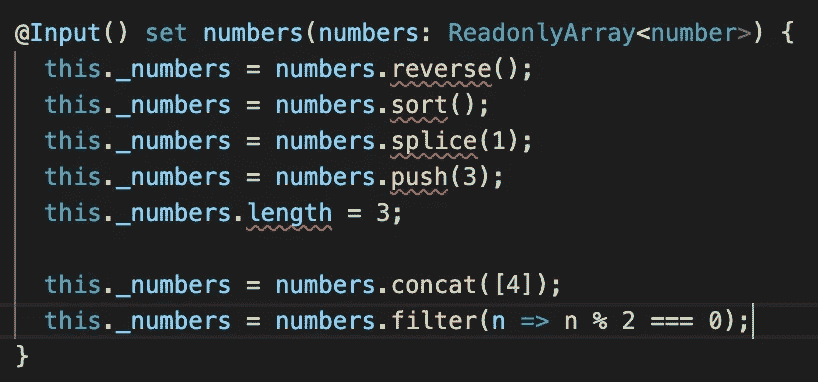 @Input() set numbers(numbers: ReadonlyArray<number>) {
this._numbers = numbers.reverse();
this._numbers = numbers.sort();
this._numbers = numbers.splice(1);
this._numbers = numbers.push(3);
this._numbers.length = 3;
this._numbers = numbers.concat([4]);
this._numbers = numbers.filter(n => n % 2 === 0);
}